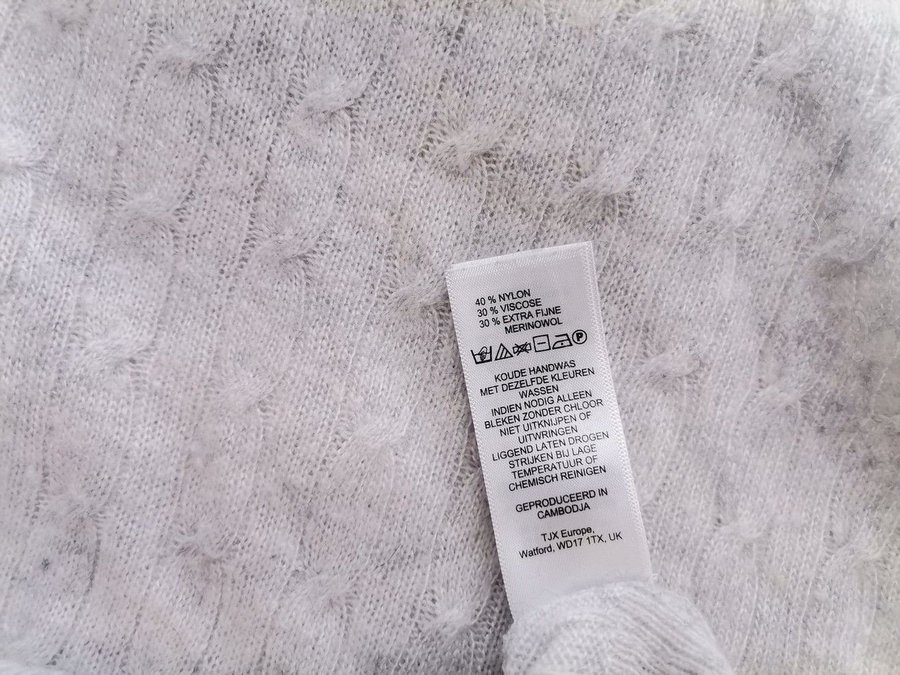 40 % NYLON
30 % VISCOSE
30 % EXTRA FIJNE
MERINOWOL
P
KOUDE HANDWAS
MET DEZELFDE KLEUREN
WASSEN
INDIEN NODIG ALLEEN
BLEKEN ZONDER CHLOOR
NIET UITKNIJPEN OF
UITWRINGEN
LIGGEND LATEN DROGEN
STRIJKEN BIJ LAGE
TEMPERATUUR OF
CHEMISCH REINIGEN
GEPRODUCEERD IN
CAMBODJA
TJX Europe,
Watford, WD17 1TX, UK